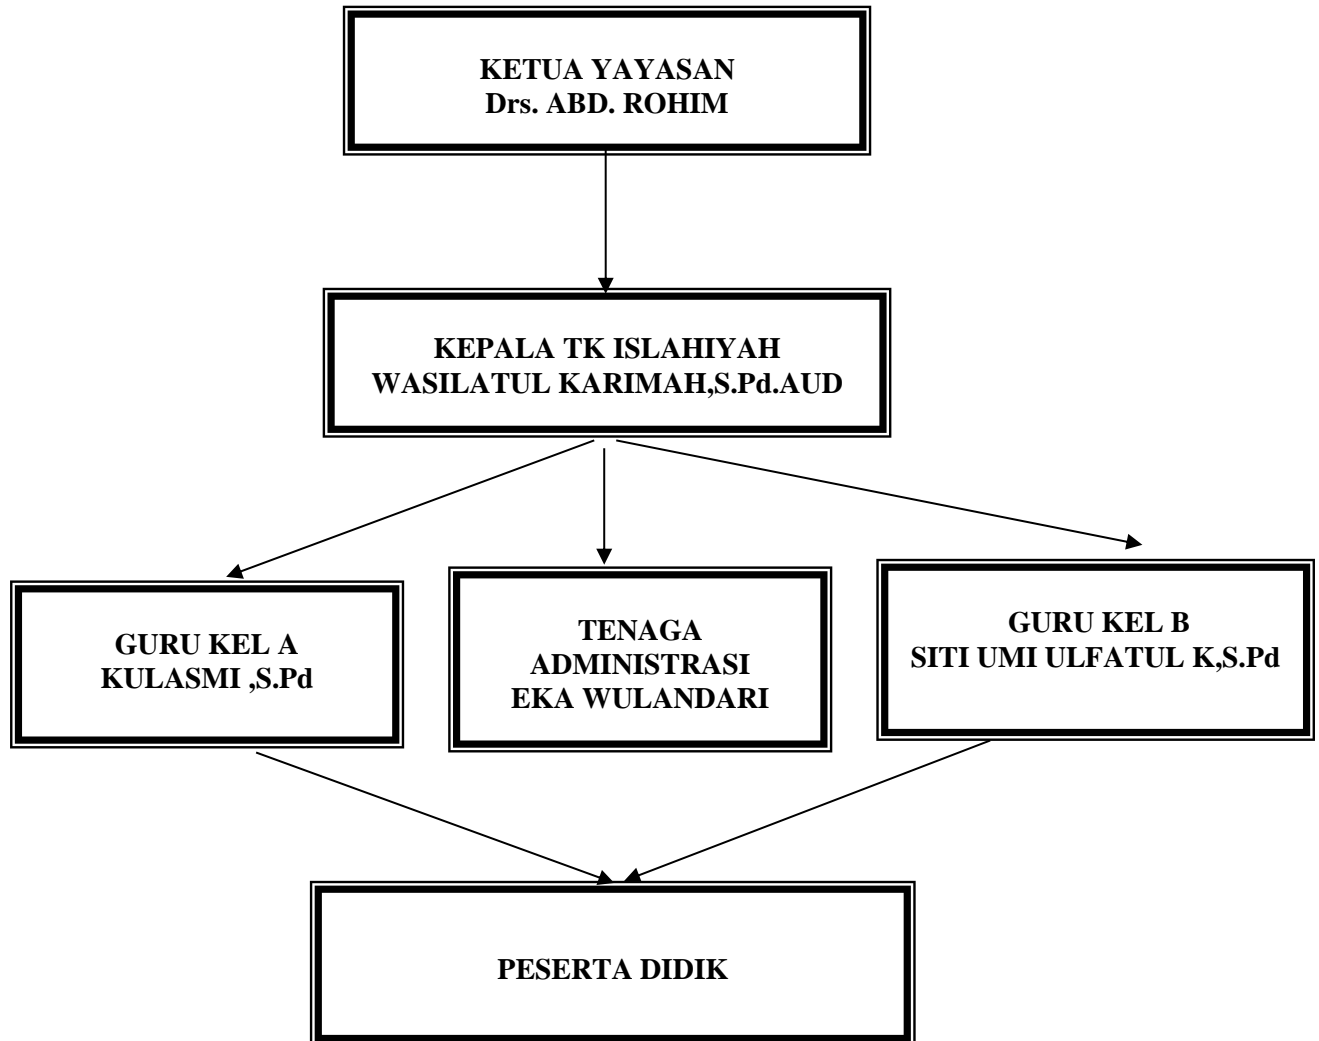 KETUA YAYASAN
Drs. ABD. ROHIM
KEPALA TK ISLAHIYAH
WASILATUL KARIMAH,S.Pd.AUD
GURU KEL A
KULASMI ,S.Pd
TENAGA
ADMINISTRASI
EKA WULANDARI
GURU KEL B
SITI UMI ULFATUL K,S.Pd
PESERTA DIDIK